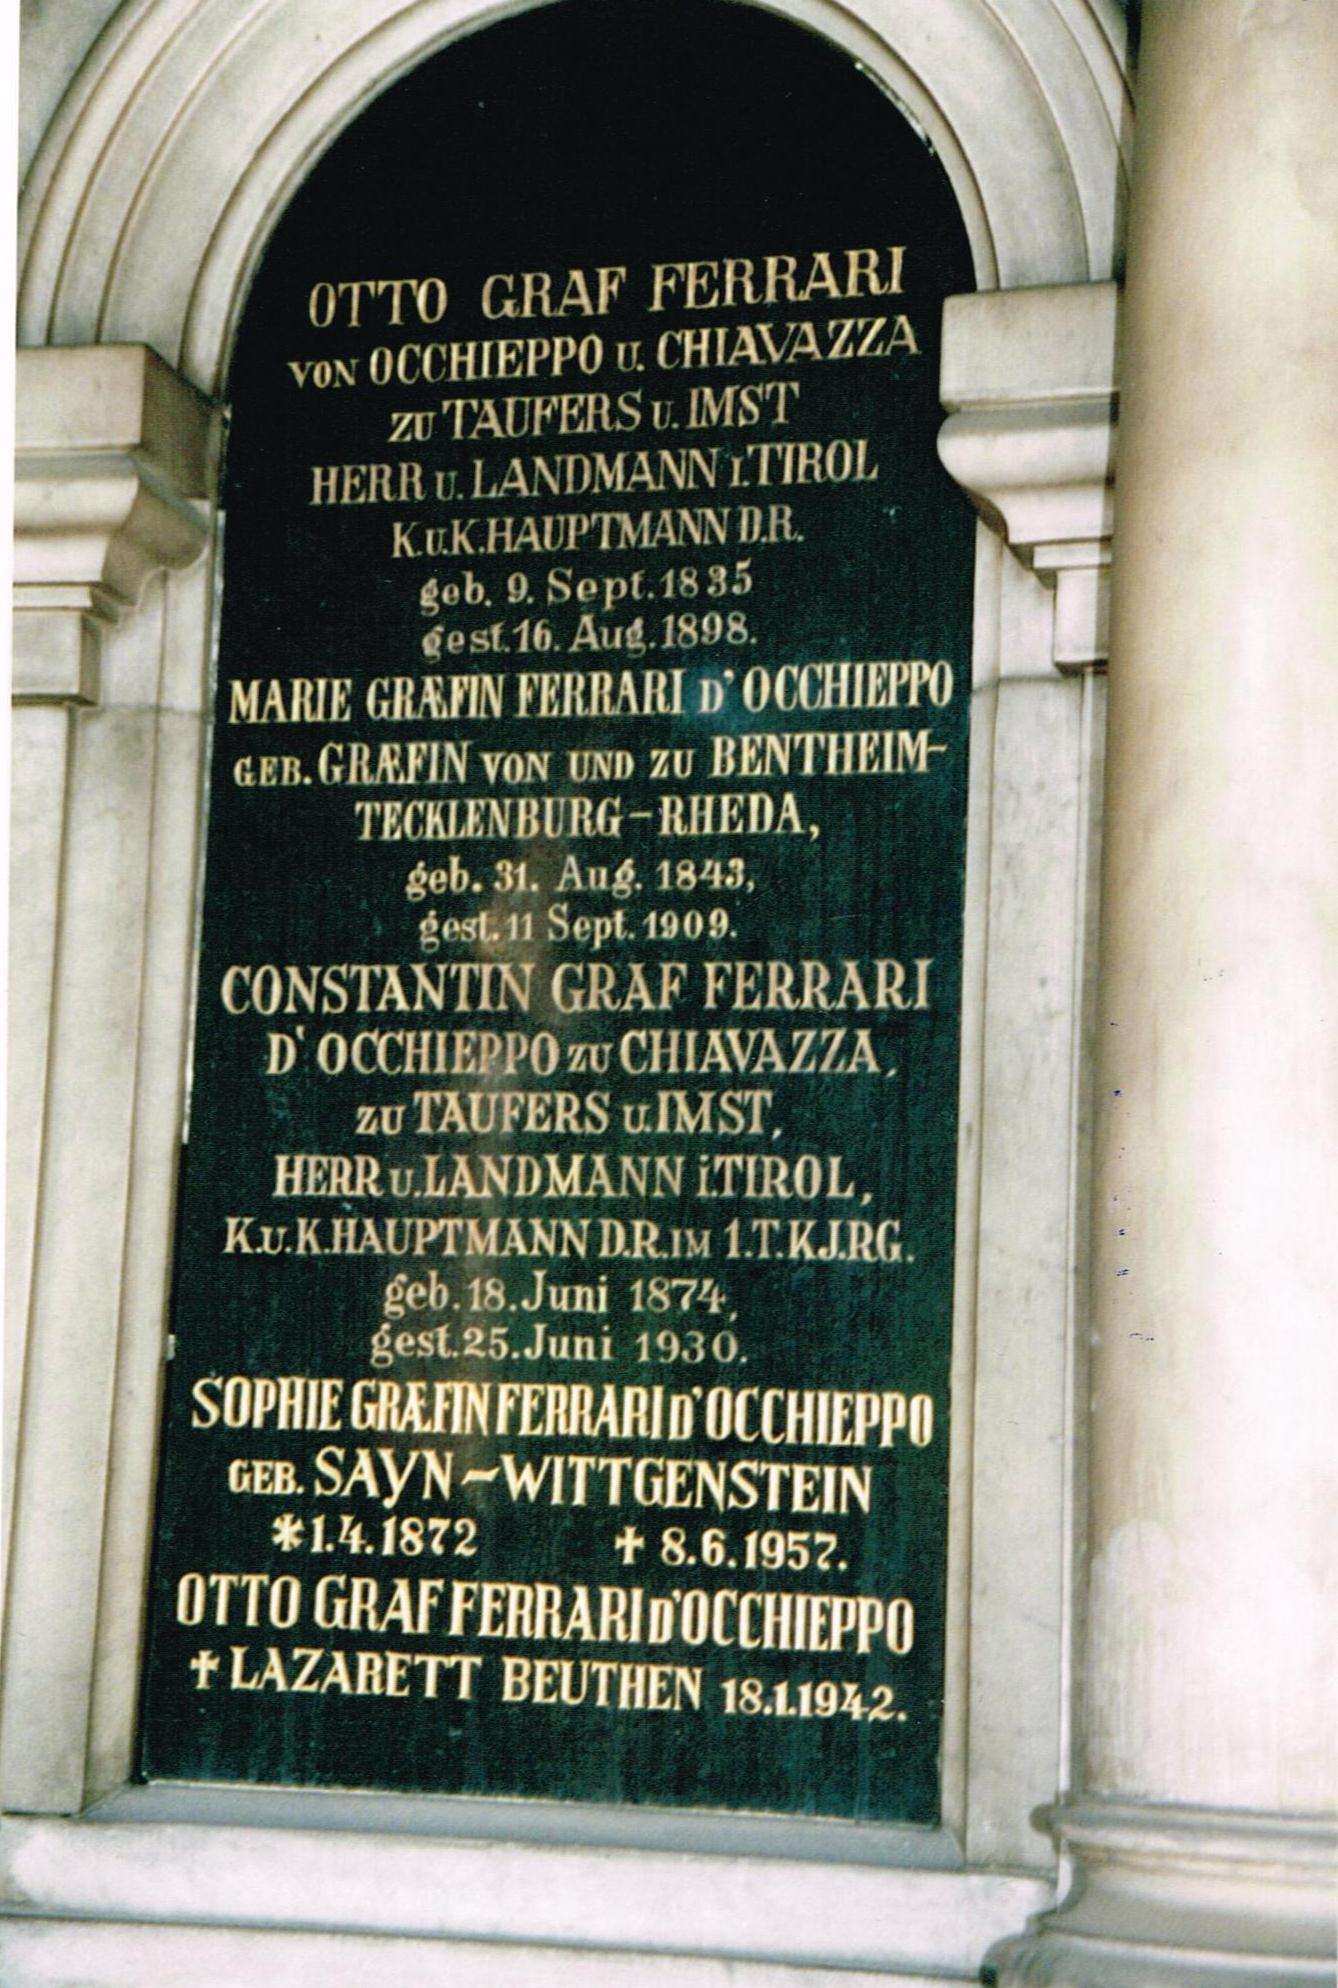 OTTO GRAF FERRARI
VON OCCHIEPPO U. CHIAVAZZA
ZU TAUFERS U. IMST
HERR U. LANDMANN I. TIROL
K.U.K. HAUPTMANN D.R.
geb. 9. Sept. 1835
gest. 16. Aug. 1898.
MARIE GRÆFIN FERRARI D'OCCHIEPPO
GEB. GRÆFIN VON UND ZU BENTHEIM-
TECKLENBURG-RHEDA,
geb. 31. Aug. 1843,
gest. 11 Sept. 1909.
CONSTANTIN GRAF FERRARI
D'OCCHIEPPO ZU CHIAVAZZA,
ZU TAUFERS U. IMST,
HERR U. LANDMANN i. TIROL,
K.U.K. HAUPTMANN D.R. IM 1.T.K.J.RG.
geb. 18. Juni 1874,
gest. 25. Juni 1930.
SOPHIE GRÆFIN FERRARI D'OCCHIEPPO
GEB. SAYN-WITTGENSTEIN
*1.4.1872 † 8.6.1957.
OTTO GRAF FERRARI D'OCCHIEPPO
† LAZARETT BEUTHEN 18.1.1942.